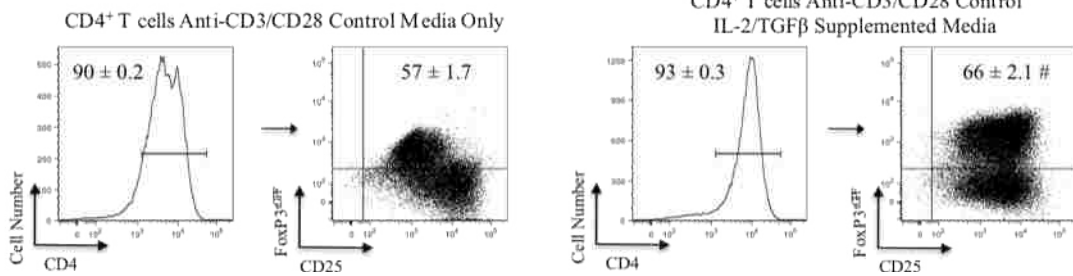 CD4+ T cells Anti-CD3/CD28 Control Media Only
CD4+ T cells Anti-CD3/CD28 Control
IL-2/TGFβ Supplemented Media
90 ± 0.2
57 ± 1.7
93 ± 0.3
66 ± 2.1 #
Cell Number
CD4
FoxP3eGFP
CD25
Cell Number
CD4
FoxP3eGFP
CD25